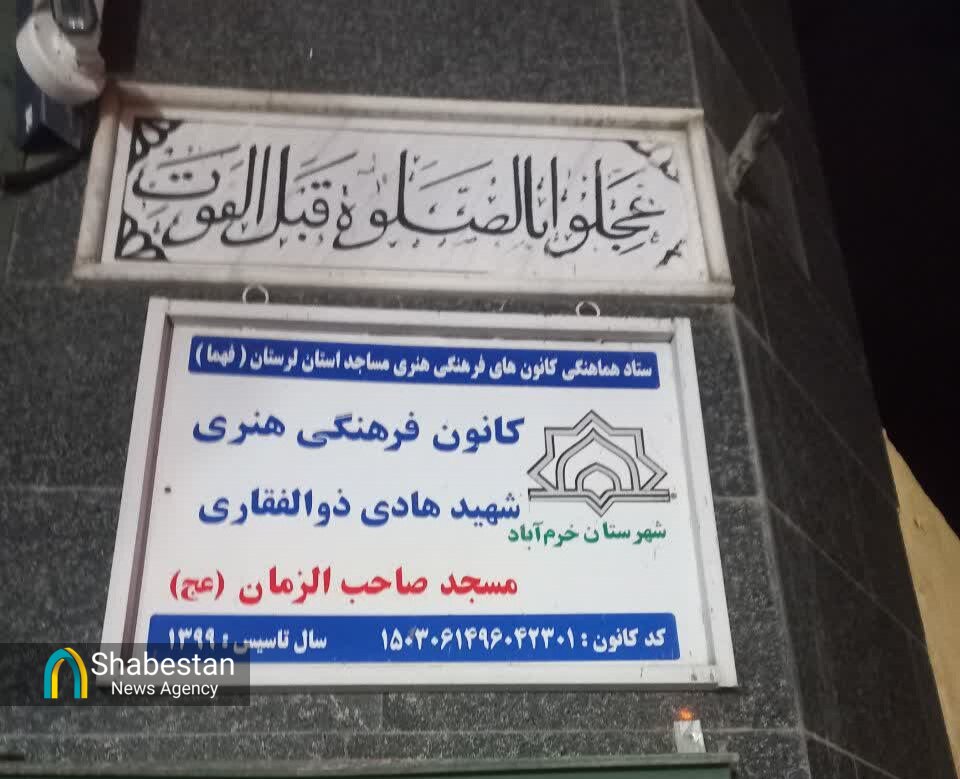 عجلوا بالصلوة قبل الفوت
ستاد هماهنگی کانون های فرهنگی هنری مساجد استان لرستان ( فهما )
کانون فرهنگی هنری
شهید هادی ذوالفقاری
شهرستان خرم‌آباد
مسجد صاحب الزمان (عج)
کد کانون : ۱۵۰۳۰۶۱۴۹۶۰۴۲۳۰۱ سال تاسیس : ۱۳۹۹
Shabestan
News Agency